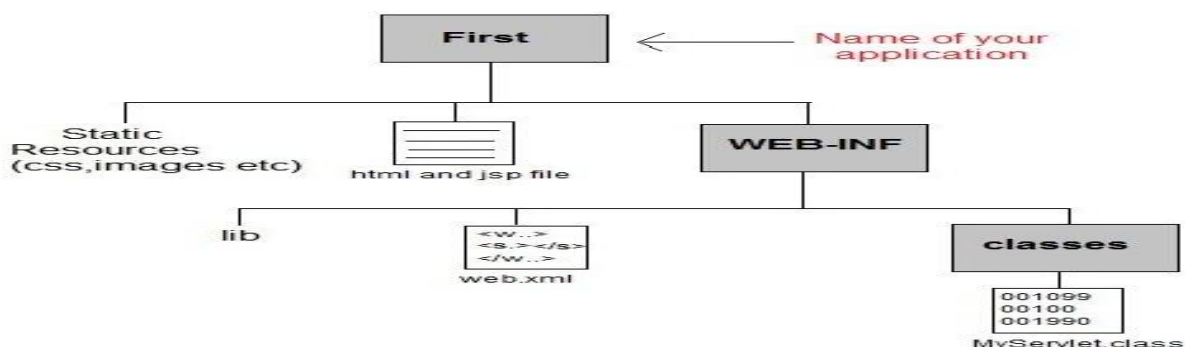 First
Name of your
application
Static
Resources
(css,images etc)
html and jsp file
WEB-INF
lib
<w..>
<s.></s>
</w..>
web.xml
classes
001099
00100
001990
MyServlet.class